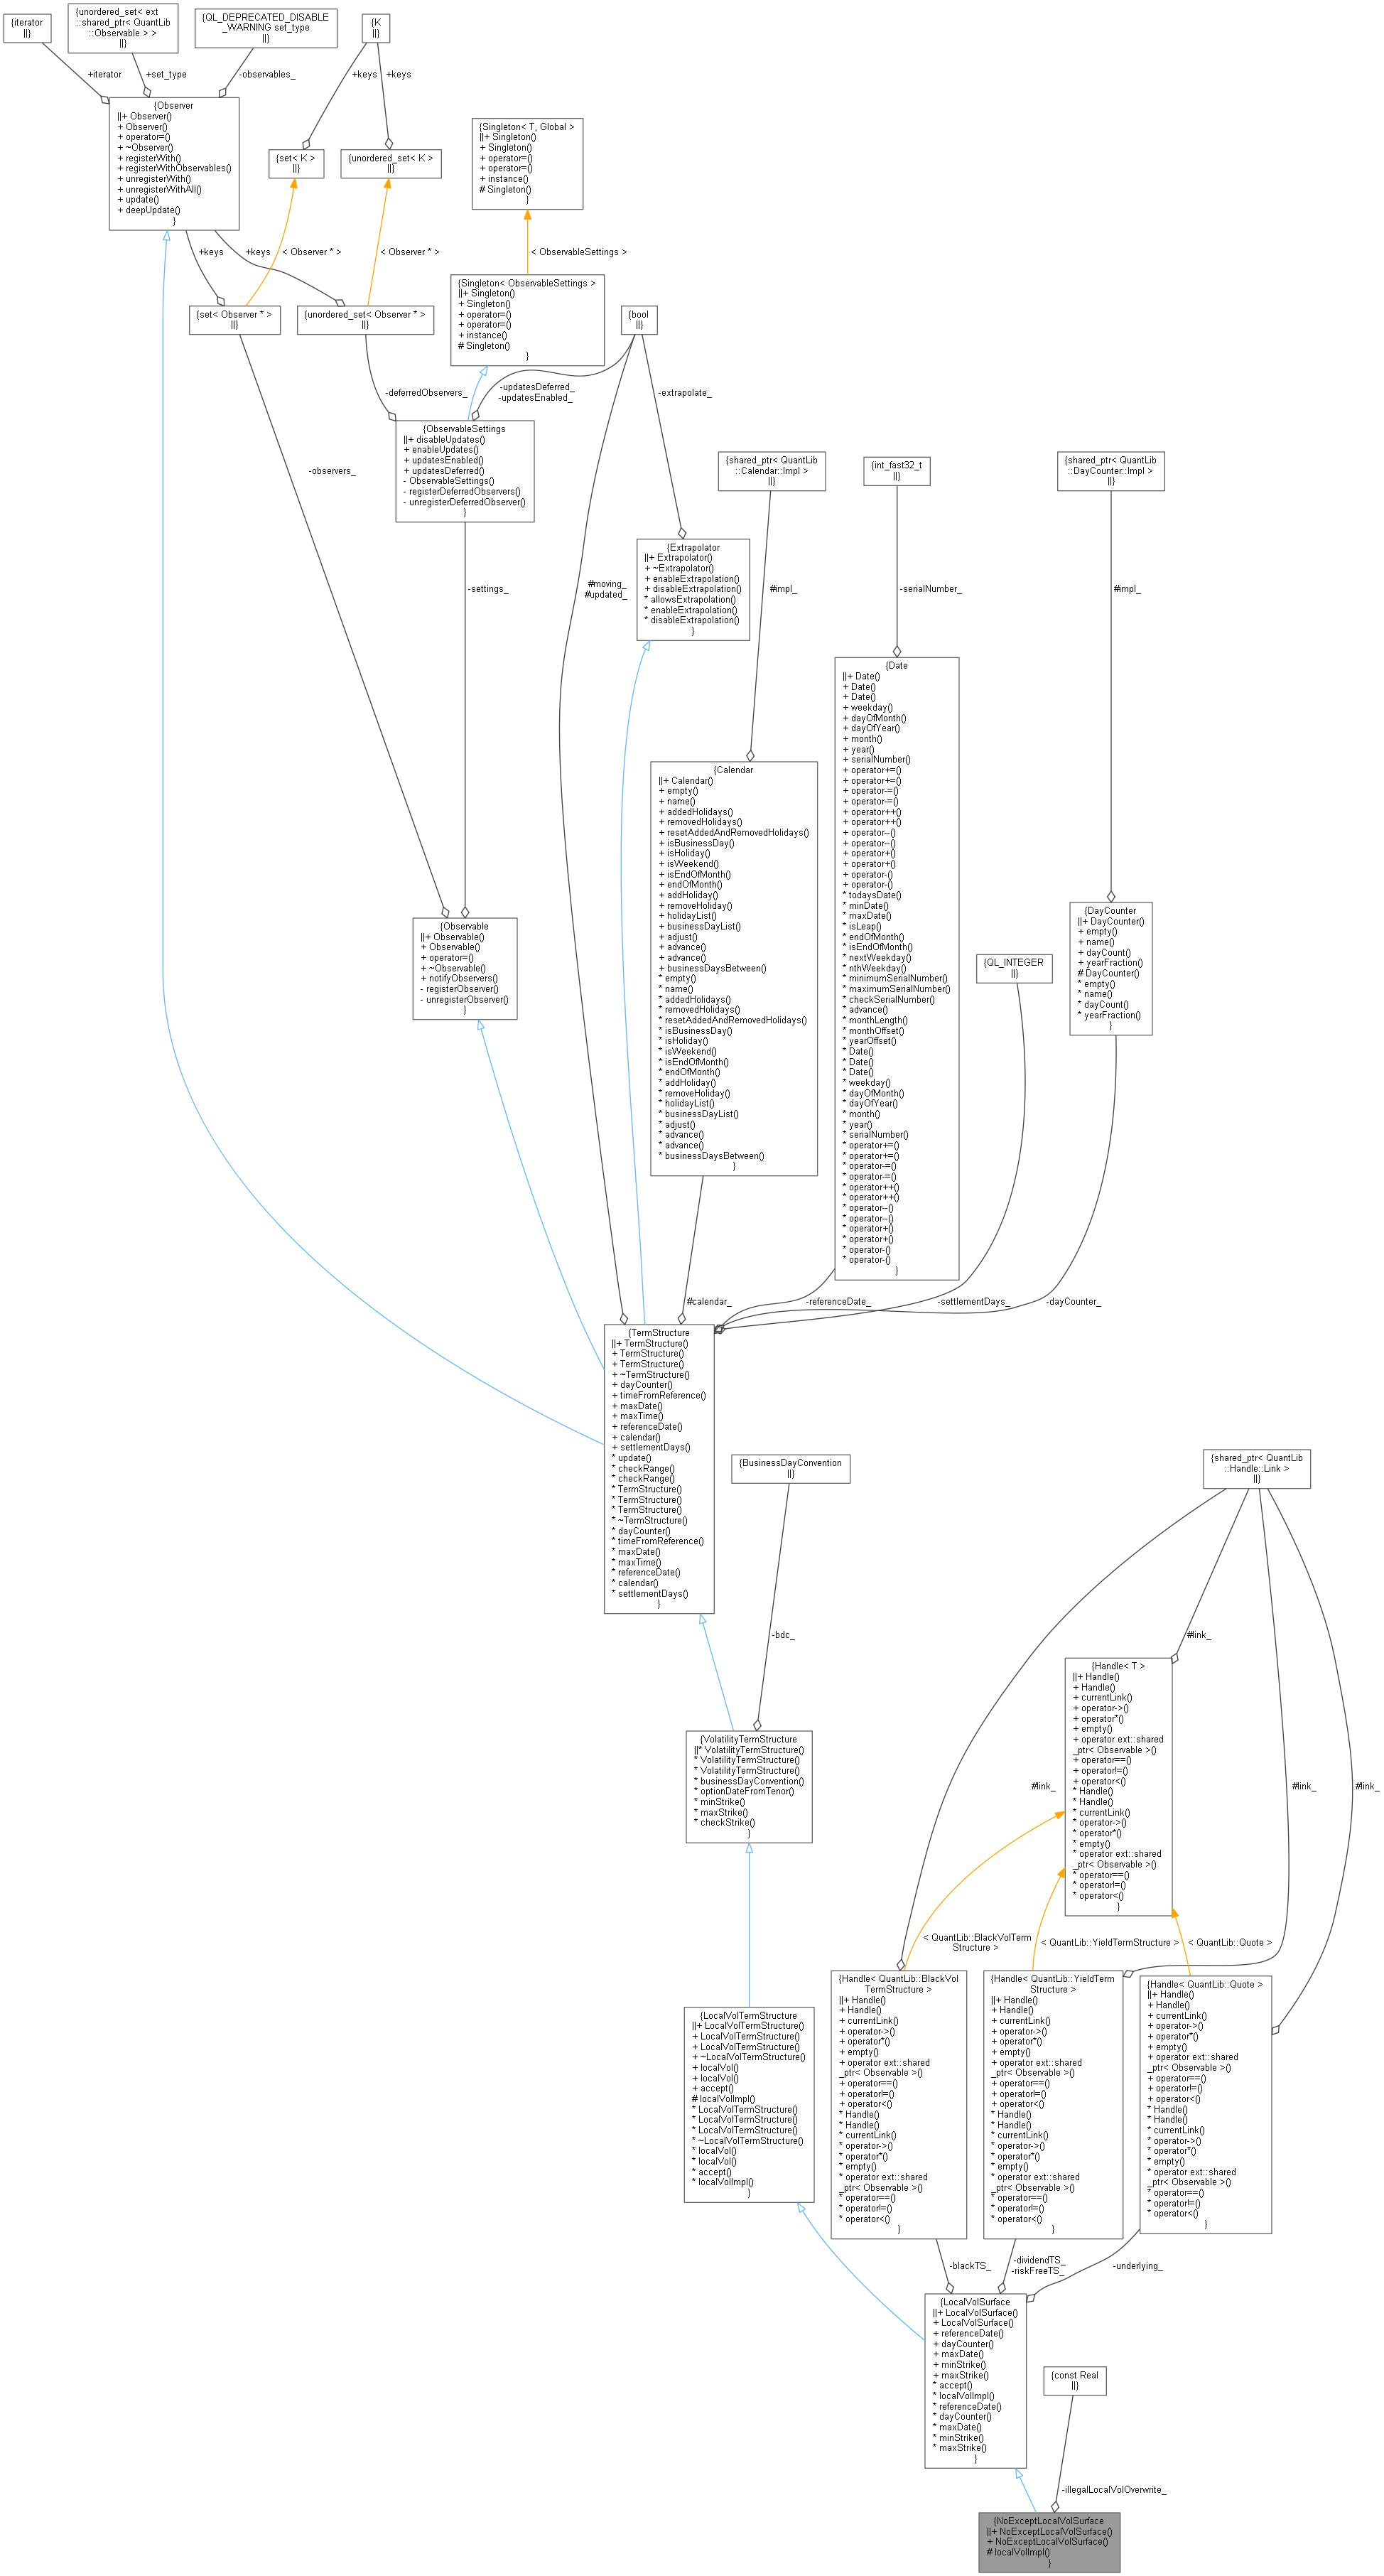 {iterator
||}
{unordered_set< ext
::shared_ptr< QuantLib
::Observable > >
||}
{QL_DEPRECATED_DISABLE
_WARNING set_type
||}
{K
||}
+iterator
+set_type
-observables_
+keys
+keys
{Observer
||+ Observer()
+ Observer()
+ operator=()
+ ~Observer()
+ registerWith()
+ registerWithObservables()
+ unregisterWith()
+ unregisterWithAll()
+ update()
+ deepUpdate()
}
{set< K >
||}
{unordered_set< K >
||}
{Singleton< T, Global >
||+ Singleton()
+ Singleton()
+ operator=()
+ operator=()
+ instance()
# Singleton()
}
+keys
+keys
< Observer * >
< Observer * >
< ObservableSettings >
{set< Observer * >
||}
{unordered_set< Observer * >
||}
{Singleton< ObservableSettings >
||+ Singleton()
+ Singleton()
+ operator=()
+ operator=()
+ instance()
# Singleton()
}
{bool
||}
-deferredObservers_
-updatesDeferred_
-updatesEnabled_
-extrapolate_
{ObservableSettings
||+ disableUpdates()
+ enableUpdates()
+ updatesEnabled()
+ updatesDeferred()
- ObservableSettings()
- registerDeferredObservers()
- unregisterDeferredObserver()
}
-observers_
{shared_ptr< QuantLib
::Calendar::Impl >
||}
{int_fast32_t
||}
{shared_ptr< QuantLib
::DayCounter::Impl >
||}
{Extrapolator
||+ Extrapolator()
+ ~Extrapolator()
+ enableExtrapolation()
+ disableExtrapolation()
* allowsExtrapolation()
* enableExtrapolation()
* disableExtrapolation()
}
-settings_
#moving_
#updated_
#impl_
-serialNumber_
#impl_
{Date
||+ Date()
+ Date()
+ Date()
+ weekday()
+ dayOfMonth()
+ dayOfYear()
+ month()
+ year()
+ serialNumber()
+ operator+=()
+ operator+=()
+ operator-=()
+ operator-=()
+ operator++()
+ operator++()
+ operator--()
+ operator--()
+ operator+()
+ operator+()
+ operator-()
+ operator-()
* todaysDate()
* minDate()
* maxDate()
* isLeap()
* endOfMonth()
* isEndOfMonth()
* nextWeekday()
* nthWeekday()
* minimumSerialNumber()
* maximumSerialNumber()
* checkSerialNumber()
* advance()
* monthLength()
* monthOffset()
* yearOffset()
* Date()
* Date()
* Date()
* weekday()
* dayOfMonth()
* dayOfYear()
* month()
* year()
* serialNumber()
* operator+=()
* operator+=()
* operator-=()
* operator-=()
* operator++()
* operator++()
* operator--()
* operator--()
* operator+()
* operator+()
* operator-()
* operator-()
}
{Calendar
||+ Calendar()
+ empty()
+ name()
+ addedHolidays()
+ removedHolidays()
+ resetAddedAndRemovedHolidays()
+ isBusinessDay()
+ isHoliday()
+ isWeekend()
+ isEndOfMonth()
+ endOfMonth()
+ addHoliday()
+ removeHoliday()
+ holidayList()
+ businessDayList()
+ adjust()
+ advance()
+ advance()
+ businessDaysBetween()
* empty()
* name()
* addedHolidays()
* removedHolidays()
* resetAddedAndRemovedHolidays()
* isBusinessDay()
* isHoliday()
* isWeekend()
* isEndOfMonth()
* endOfMonth()
* addHoliday()
* removeHoliday()
* holidayList()
* businessDayList()
* adjust()
* advance()
* advance()
* businessDaysBetween()
}
{Observable
||+ Observable()
+ Observable()
+ operator=()
+ ~Observable()
+ notifyObservers()
- registerObserver()
- unregisterObserver()
}
{QL_INTEGER
||}
{DayCounter
||+ DayCounter()
+ empty()
+ name()
+ dayCount()
+ yearFraction()
# DayCounter()
* empty()
* name()
* dayCount()
* yearFraction()
}
#calendar_
-referenceDate_
-settlementDays_
-dayCounter_
{TermStructure
||+ TermStructure()
+ TermStructure()
+ TermStructure()
+ ~TermStructure()
+ dayCounter()
+ timeFromReference()
+ maxDate()
+ maxTime()
+ referenceDate()
+ calendar()
+ settlementDays()
* update()
* checkRange()
* checkRange()
* TermStructure()
* TermStructure()
* TermStructure()
* ~TermStructure()
* dayCounter()
* timeFromReference()
* maxDate()
* maxTime()
* referenceDate()
* calendar()
* settlementDays()
}
{BusinessDayConvention
||}
{shared_ptr< QuantLib
::Handle::Link >
||}
-bdc_
#link_
{Handle< T >
||+ Handle()
+ Handle()
+ currentLink()
+ operator->()
+ operator*()
+ empty()
+ operator ext::shared
_ptr< Observable >()
+ operator==()
+ operator!=()
+ operator<()
* Handle()
* Handle()
* currentLink()
* operator->()
* operator*()
* empty()
* operator ext::shared
_ptr< Observable >()
* operator==()
* operator!=()
* operator<()
}
{VolatilityTermStructure
||* VolatilityTermStructure()
* VolatilityTermStructure()
* VolatilityTermStructure()
* businessDayConvention()
* optionDateFromTenor()
* minStrike()
* maxStrike()
* checkStrike()
}
#link_
#link_
#link_
< QuantLib::BlackVolTerm
Structure >
< QuantLib::YieldTermStructure >
< QuantLib::Quote >
{Handle< QuantLib::BlackVol
TermStructure >
||+ Handle()
+ Handle()
+ currentLink()
+ operator->()
+ operator*()
+ empty()
+ operator ext::shared
_ptr< Observable >()
+ operator==()
+ operator!=()
+ operator<()
* Handle()
* Handle()
* currentLink()
* operator->()
* operator*()
* empty()
* operator ext::shared
_ptr< Observable >()
* operator==()
* operator!=()
* operator<()
}
{Handle< QuantLib::YieldTerm
Structure >
||+ Handle()
+ Handle()
+ currentLink()
+ operator->()
+ operator*()
+ empty()
+ operator ext::shared
_ptr< Observable >()
+ operator==()
+ operator!=()
+ operator<()
* Handle()
* Handle()
* currentLink()
* operator->()
* operator*()
* empty()
* operator ext::shared
_ptr< Observable >()
* operator==()
* operator!=()
* operator<()
}
{Handle< QuantLib::Quote >
||+ Handle()
+ Handle()
+ currentLink()
+ operator->()
+ operator*()
+ empty()
+ operator ext::shared
_ptr< Observable >()
+ operator==()
+ operator!=()
+ operator<()
* Handle()
* Handle()
* currentLink()
* operator->()
* operator*()
* empty()
* operator ext::shared
_ptr< Observable >()
* operator==()
* operator!=()
* operator<()
}
{LocalVolTermStructure
||+ LocalVolTermStructure()
+ LocalVolTermStructure()
+ LocalVolTermStructure()
+ ~LocalVolTermStructure()
+ localVol()
+ localVol()
+ accept()
# localVolImpl()
* LocalVolTermStructure()
* LocalVolTermStructure()
* LocalVolTermStructure()
* ~LocalVolTermStructure()
* localVol()
* localVol()
* accept()
* localVolImpl()
}
-blackTS_
-dividendTS_
-riskFreeTS_
-underlying_
{LocalVolSurface
||+ LocalVolSurface()
+ LocalVolSurface()
+ referenceDate()
+ dayCounter()
+ maxDate()
+ minStrike()
+ maxStrike()
* accept()
* localVolImpl()
* referenceDate()
* dayCounter()
* maxDate()
* minStrike()
* maxStrike()
}
{const Real
||}
-illegalLocalVolOverwrite_
{NoExceptLocalVolSurface
||+ NoExceptLocalVolSurface()
+ NoExceptLocalVolSurface()
# localVolImpl()
}